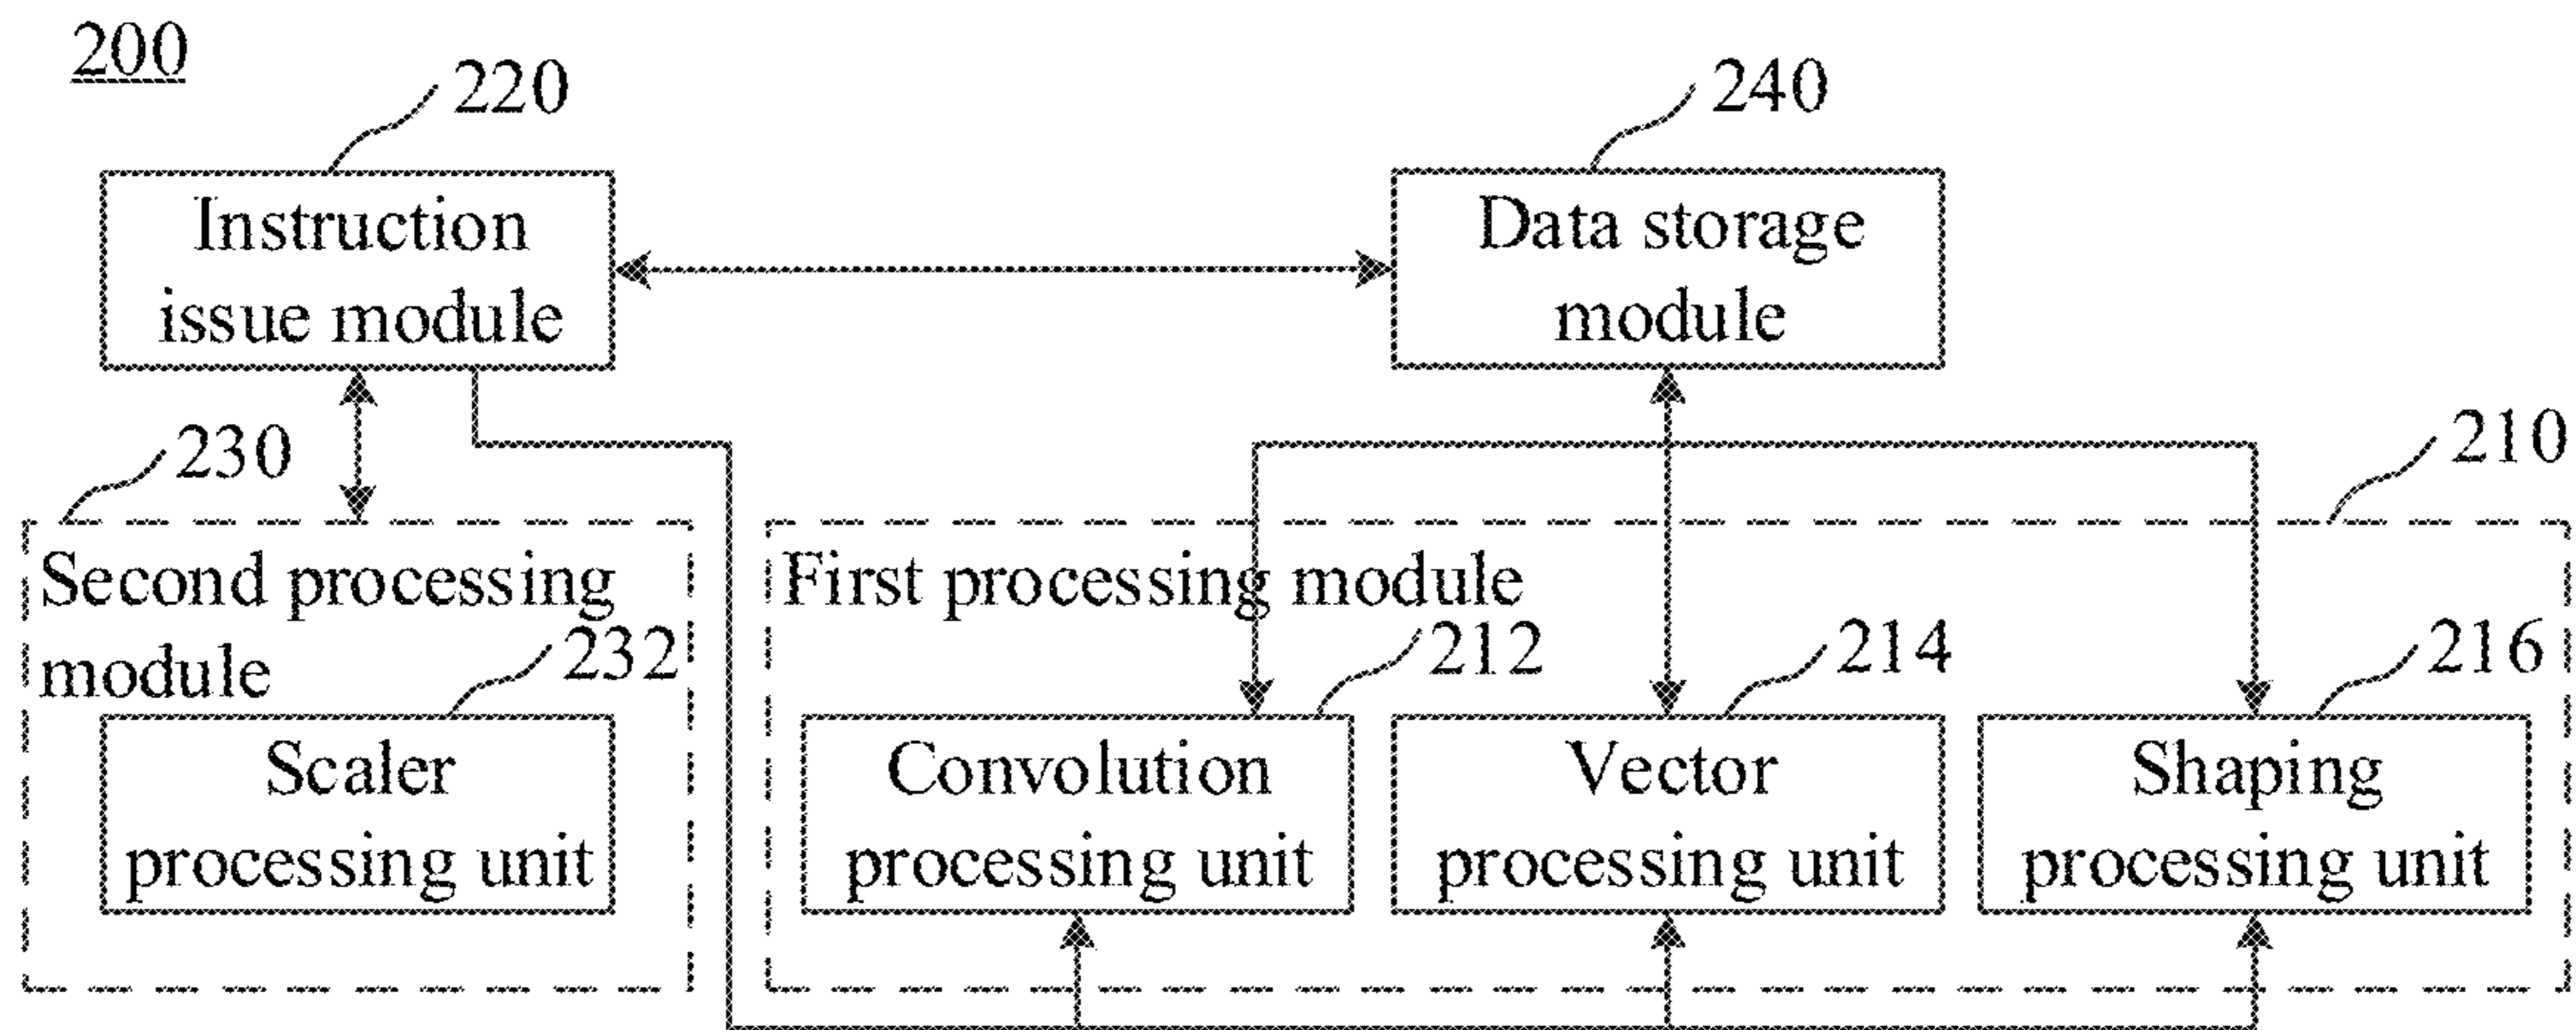 200
220
240
Instruction
issue module
Data storage
module
230
210
Second processing
module
First processing module
232
212
214
216
Scaler
processing unit
Convolution
processing unit
Vector
processing unit
Shaping
processing unit